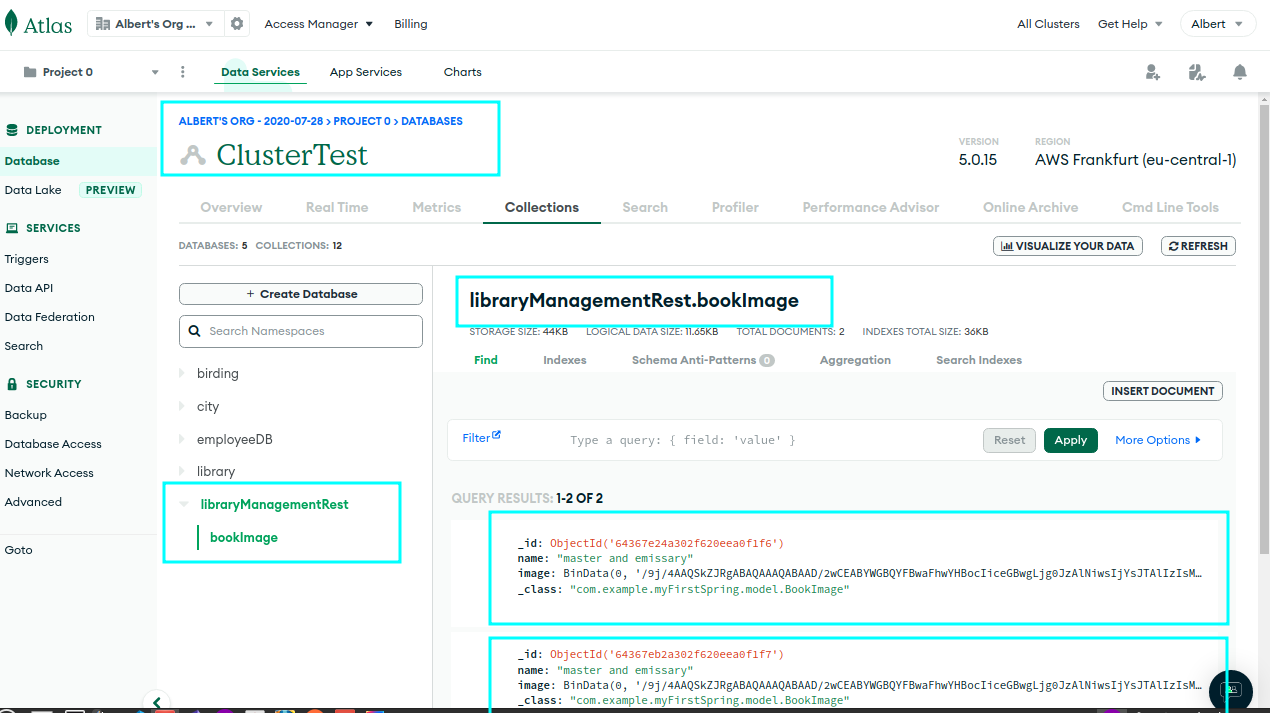 Atlas
Albert's Org ...
Access Manager
Billing
All Clusters
Get Help
Albert
Project 0
Data Services
App Services
Charts
DEPLOYMENT
Database
Data Lake
PREVIEW
SERVICES
Triggers
Data API
Data Federation
Search
SECURITY
Backup
Database Access
Network Access
Advanced
Goto
ALBERT'S ORG - 2020-07-28 > PROJECT 0 > DATABASES
ClusterTest
VERSION
5.0.15
REGION
AWS Frankfurt (eu-central-1)
Overview
Real Time
Metrics
Collections
Search
Profiler
Performance Advisor
Online Archive
Cmd Line Tools
DATABASES: 5 COLLECTIONS: 12
VISUALIZE YOUR DATA
REFRESH
+ Create Database
Search Namespaces
birding
city
employeeDB
library
libraryManagementRest
bookImage
libraryManagementRest.bookImage
STORAGE SIZE: 44KB LOGICAL DATA SIZE: 11.65KB TOTAL DOCUMENTS: 2 INDEXES TOTAL SIZE: 36KB
Find
Indexes
Schema Anti-Patterns 0
Aggregation
Search Indexes
INSERT DOCUMENT
Filter
Type a query: { field: 'value' }
Reset
Apply
More Options
QUERY RESULTS: 1-2 OF 2
_id: ObjectId('64367e24a302f620eea0f1f6')
name: "master and emissary"
image: BinData(0, '/9j/4AAQSkZJRgABAQAAAQABAAD/2wCEABYWGBQYFBwaFhwYHBocIiceGBwgLjg0JzAlNiwsIjYsJTAlIzIsM…
_class: "com.example.myFirstSpring.model.BookImage"
_id: ObjectId('64367eb2a302f620eea0f1f7')
name: "master and emissary"
image: BinData(0, '/9j/4AAQSkZJRgABAQAAAQABAAD/2wCEABYWGBQYFBwaFhwYHBocIiceGBwgLjg0JzAlNiwsIjYsJTAlIzIsM…
_class: "com.example.myFirstSpring.model.BookImage"